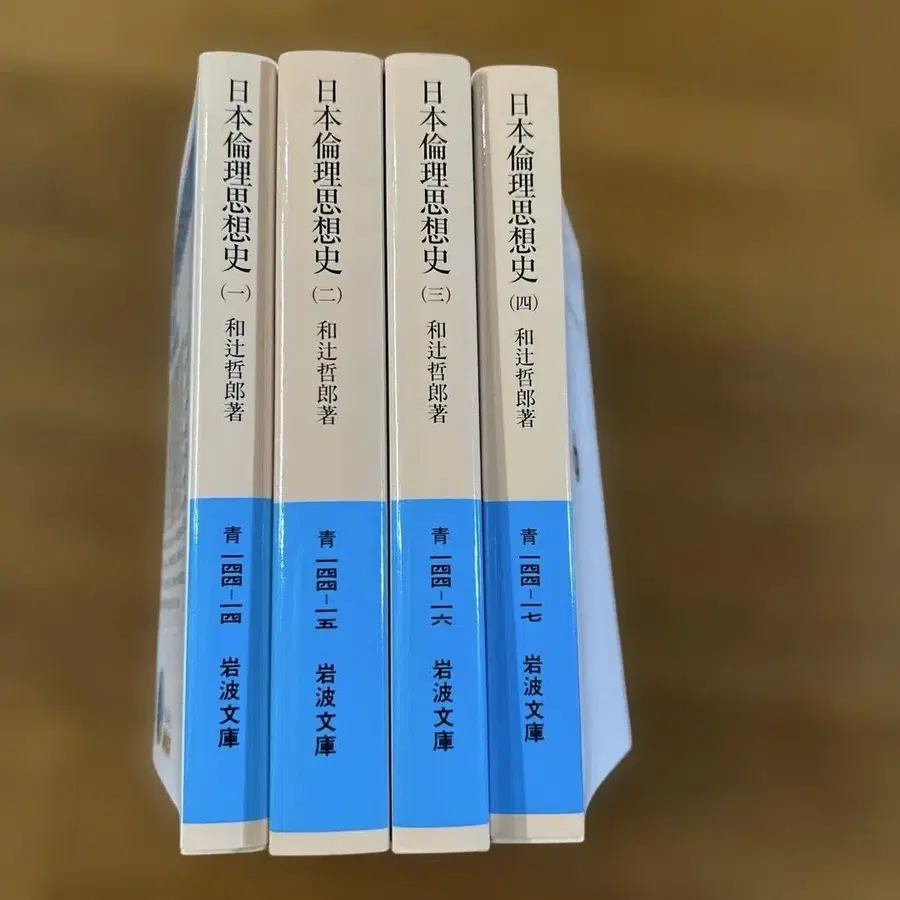 日本倫理思想史
(一)
和辻哲郎著
青
一四四-一四
岩波文庫
日本倫理思想史
(二)
和辻哲郎著
青
一四四-一五
岩波文庫
日本倫理思想史
(三)
和辻哲郎著
青
一四四-一六
岩波文庫
日本倫理思想史
(四)
和辻哲郎著
青
一四四-一七
岩波文庫